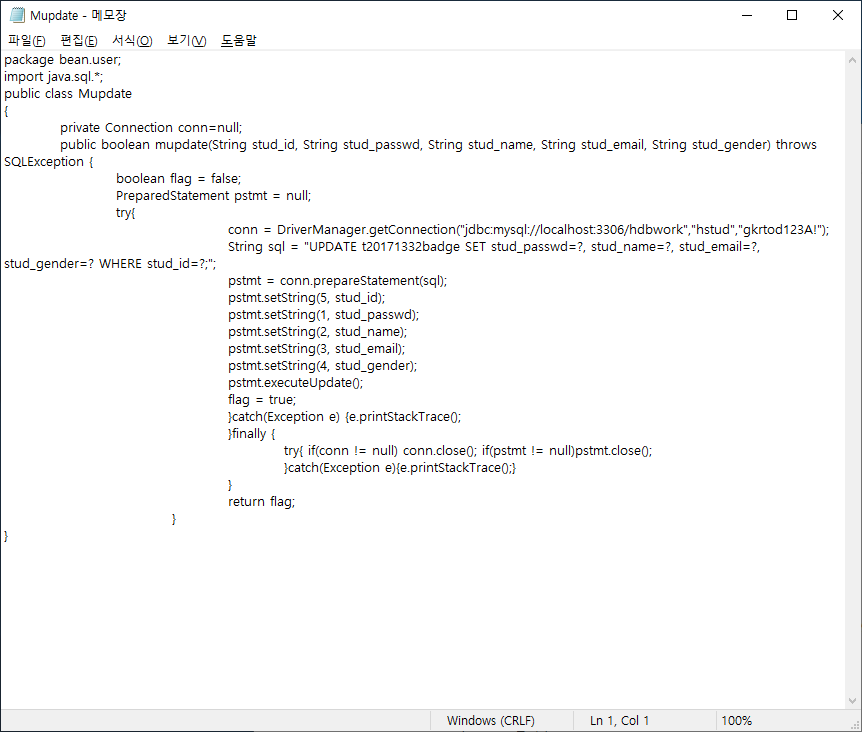 Mupdate - 메모장
파일(F) 편집(E) 서식(O) 보기(V) 도움말
package bean.user;
import java.sql.*;
public class Mupdate
{
private Connection conn=null;
public boolean mupdate(String stud_id, String stud_passwd, String stud_name, String stud_email, String stud_gender) throws
SQLException {
boolean flag = false;
PreparedStatement pstmt = null;
try{
conn = DriverManager.getConnection("jdbc:mysql://localhost:3306/hdbwork","hstud","gkrtod123A!");
String sql = "UPDATE t20171332badge SET stud_passwd=?, stud_name=?, stud_email=?,
stud_gender=? WHERE stud_id=?;";
pstmt = conn.prepareStatement(sql);
pstmt.setString(5, stud_id);
pstmt.setString(1, stud_passwd);
pstmt.setString(2, stud_name);
pstmt.setString(3, stud_email);
pstmt.setString(4, stud_gender);
pstmt.executeUpdate();
flag = true;
}catch(Exception e) {e.printStackTrace();
}finally {
try{ if(conn != null) conn.close(); if(pstmt != null)pstmt.close();
}catch(Exception e){e.printStackTrace();}
}
return flag;
}
}
Windows (CRLF) Ln 1, Col 1 100%